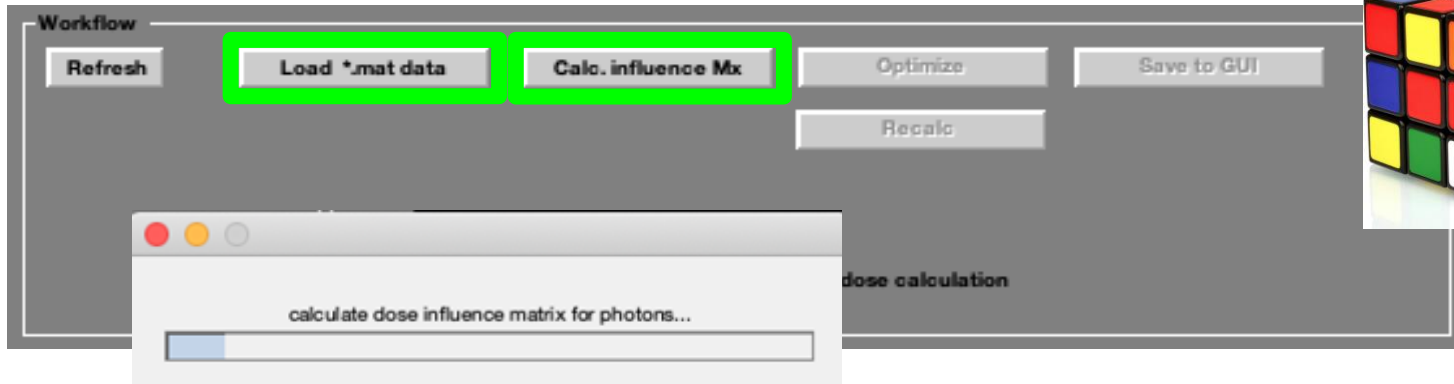 Workflow
Refresh
Load *.mat data
Calc. influence Mx
Optimize
Save to GUI
Recalc
dose calculation
calculate dose influence matrix for photons...